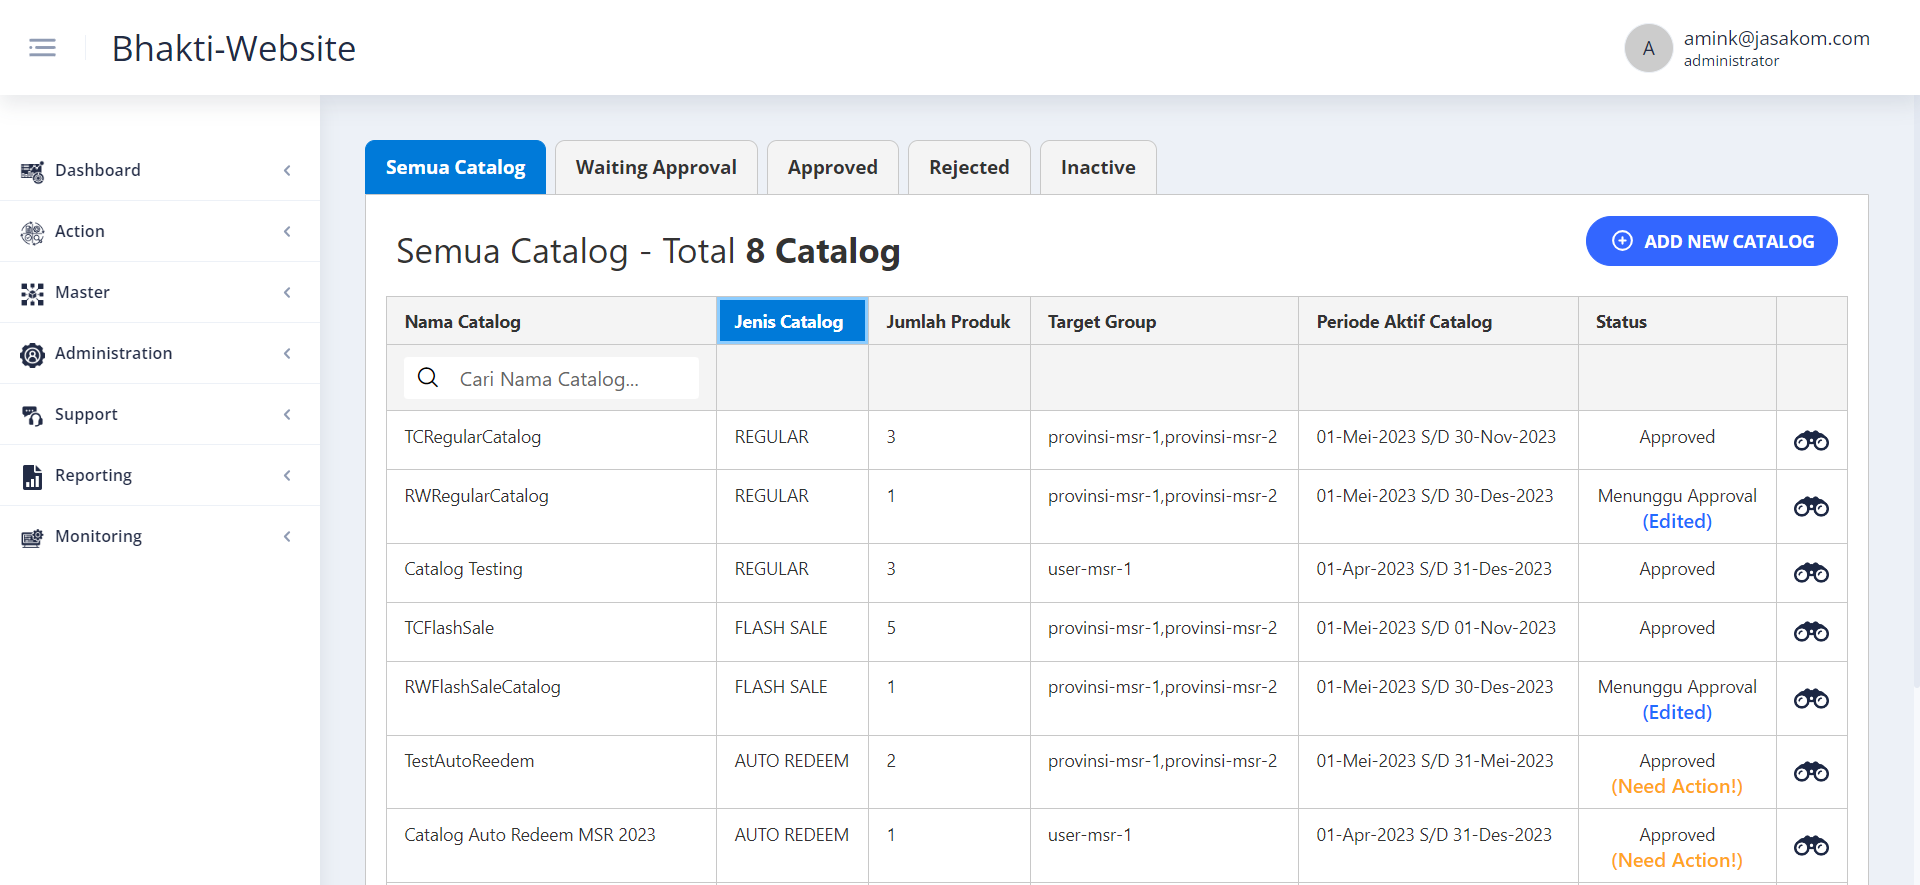 Bhakti-Website
A
amink@jasakom.com
administrator
Dashboard
Action
Master
Administration
Support
Reporting
Monitoring
Semua Catalog
Waiting Approval
Approved
Rejected
Inactive
Semua Catalog - Total 8 Catalog
ADD NEW CATALOG
Nama Catalog Jenis Catalog Jumlah Produk Target Group Periode Aktif Catalog Status
Cari Nama Catalog...
TCRegularCatalog REGULAR 3 provinsi-msr-1,provinsi-msr-2 01-Mei-2023 S/D 30-Nov-2023 Approved
RWRegularCatalog REGULAR 1 provinsi-msr-1,provinsi-msr-2 01-Mei-2023 S/D 30-Des-2023 Menunggu Approval
(Edited)
Catalog Testing REGULAR 3 user-msr-1 01-Apr-2023 S/D 31-Des-2023 Approved
TCFlashSale FLASH SALE 5 provinsi-msr-1,provinsi-msr-2 01-Mei-2023 S/D 01-Nov-2023 Approved
RWFlashSaleCatalog FLASH SALE 1 provinsi-msr-1,provinsi-msr-2 01-Mei-2023 S/D 30-Des-2023 Menunggu Approval
(Edited)
TestAutoReedem AUTO REDEEM 2 provinsi-msr-1,provinsi-msr-2 01-Mei-2023 S/D 31-Mei-2023 Approved
(Need Action!)
Catalog Auto Redeem MSR 2023 AUTO REDEEM 1 user-msr-1 01-Apr-2023 S/D 31-Des-2023 Approved
(Need Action!)